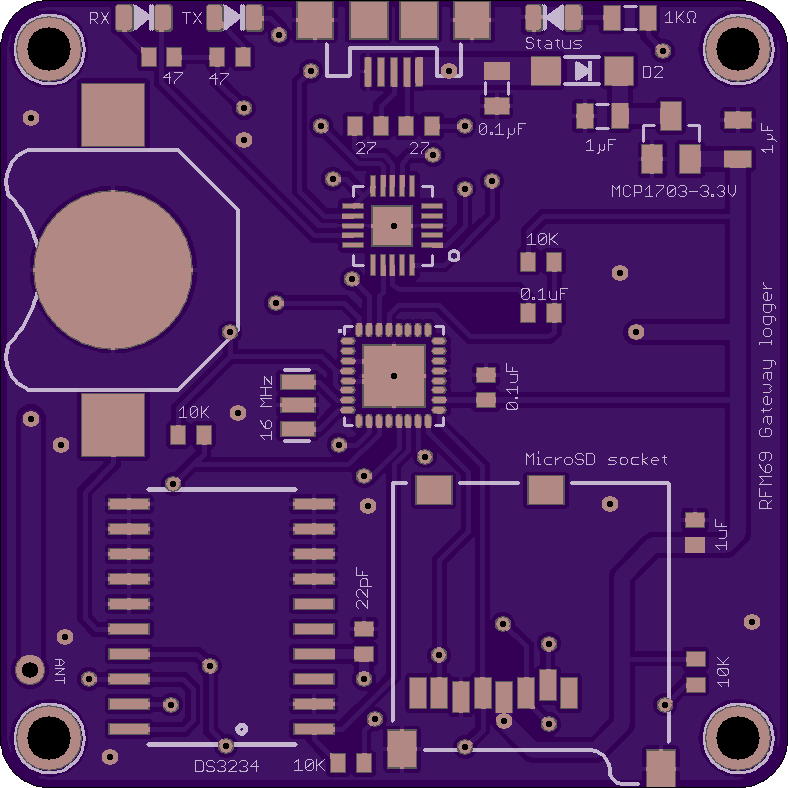 RX
TX
1KΩ
Status
47
47
D2
0.1µF
27
27
1µF
1µF
MCP1703-3.3V
10K
0.1uF
RFM69 Gateway logger
16 MHz
0.1uF
10K
MicroSD socket
1uF
22pF
ANT
10K
DS3234
10K